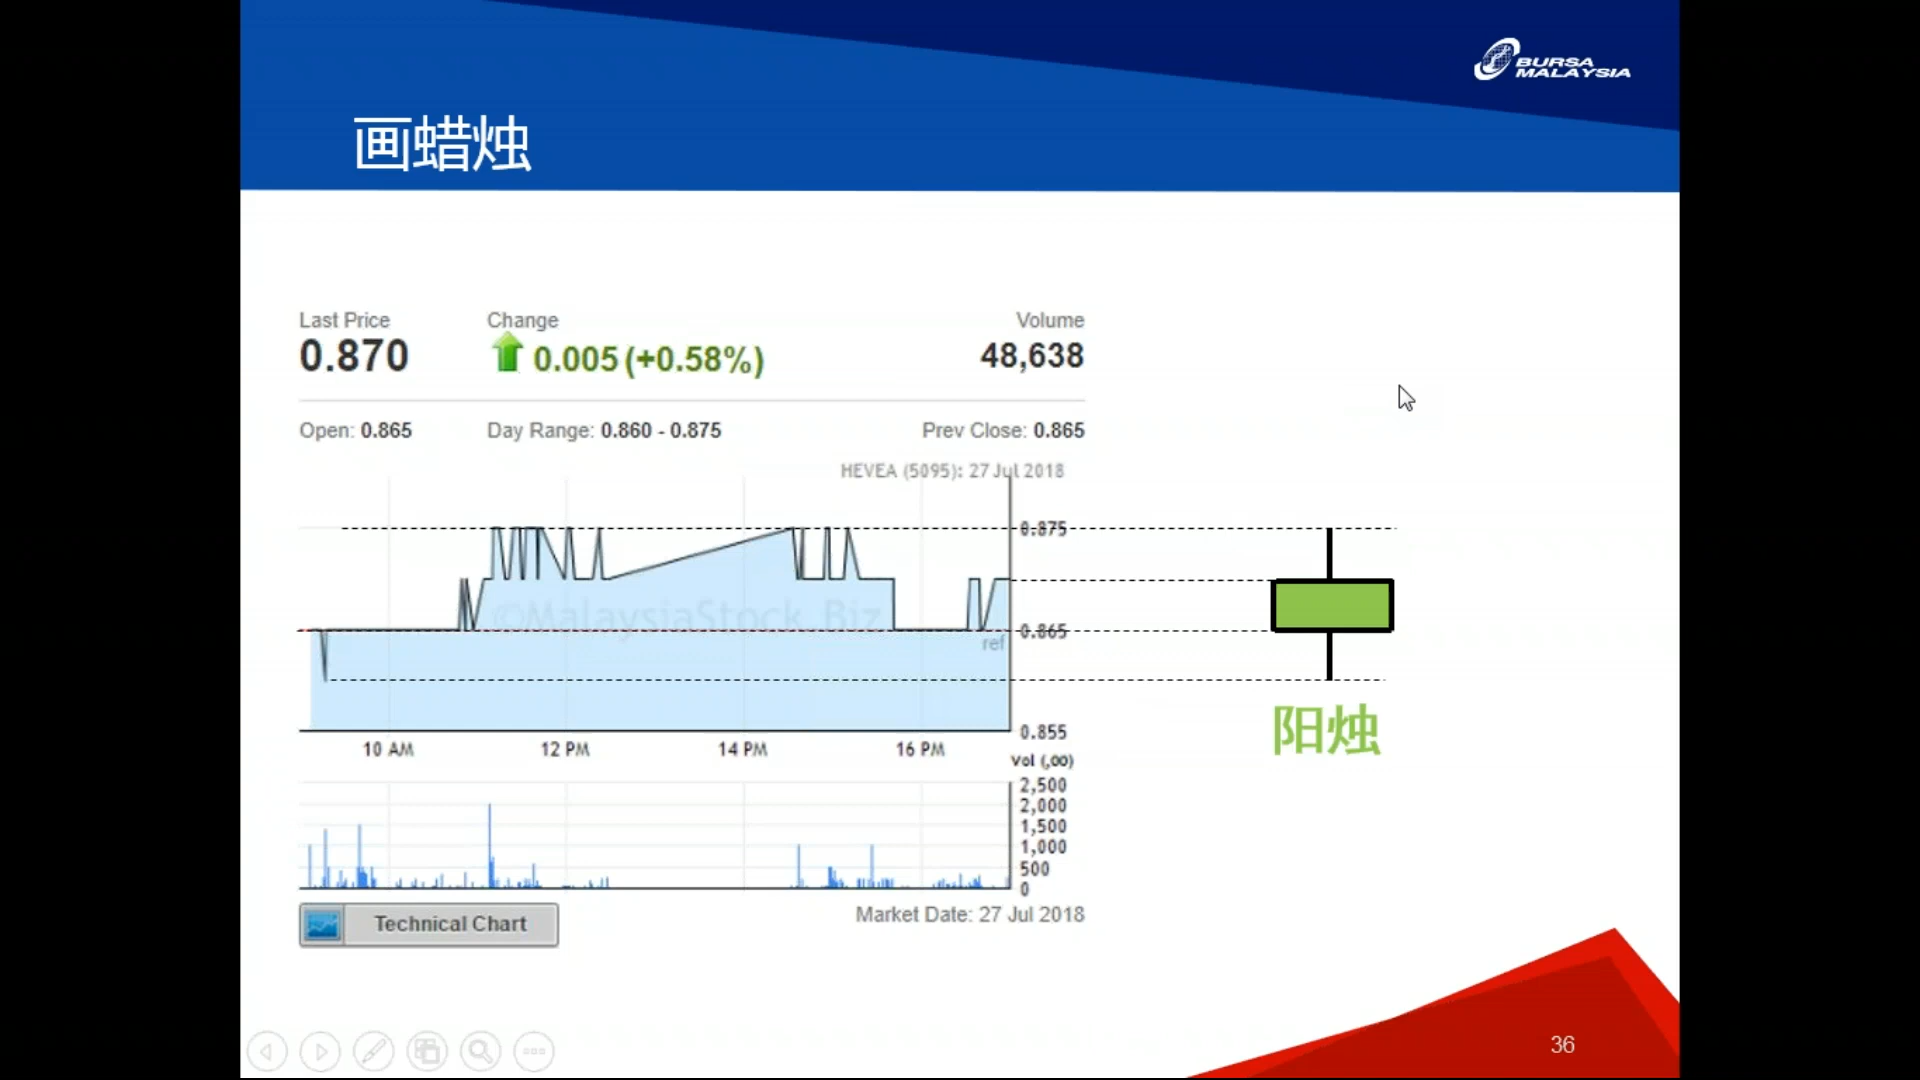 BURSA
MALAYSIA
画蜡烛
Last Price
Change
Volume
0.870
0.005 (+0.58%)
48,638
Open: 0.865
Day Range: 0.860 - 0.875
Prev Close: 0.865
HEVEA (5095): 27 Jul 2018
0.875
©MalaysiaStock.Biz
0.865
ref
阳烛
0.855
10 AM
12 PM
14 PM
16 PM
Vol (,00)
2,500
2,000
1,500
1,000
500
0
Technical Chart
Market Date: 27 Jul 2018
36